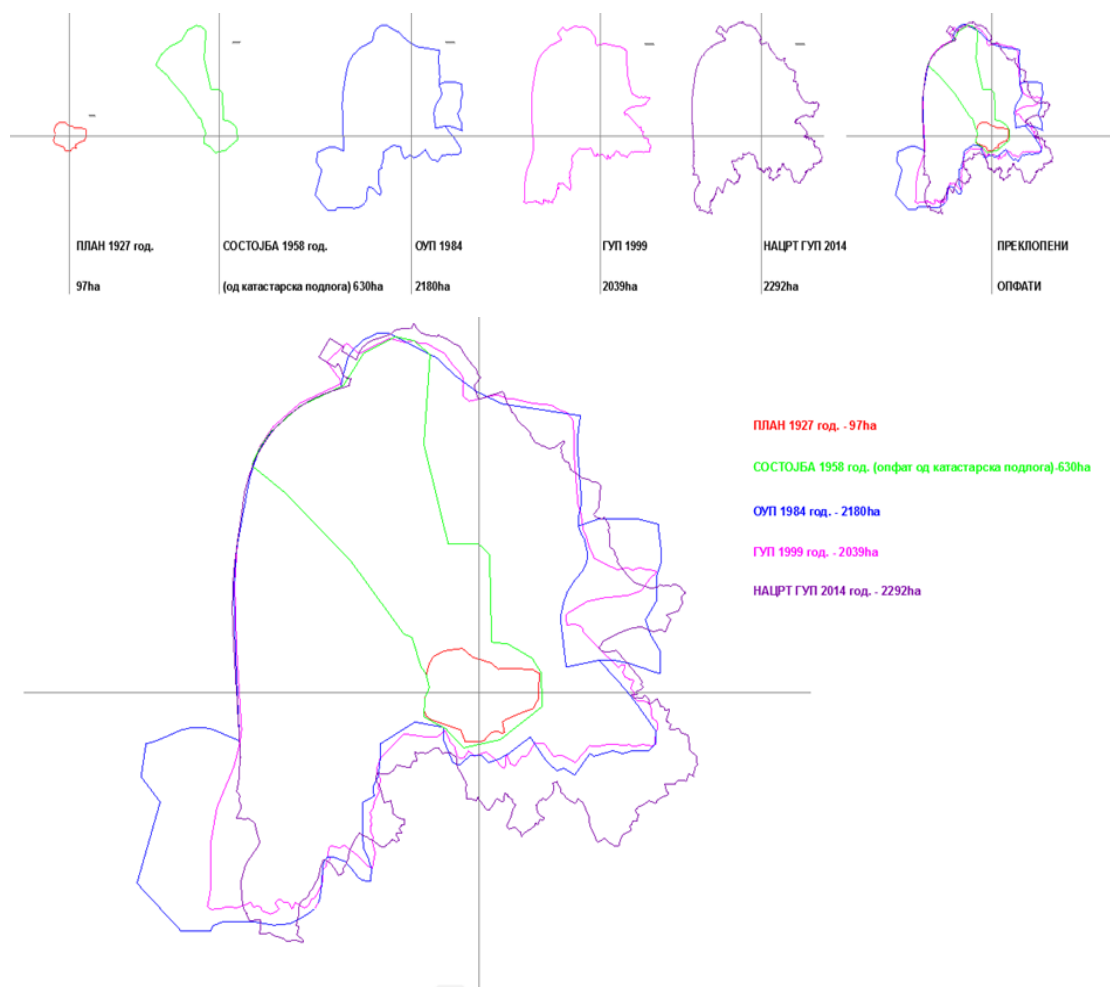 ПЛАН 1927 год.
97ha
СОСТОЈБА 1958 год.
(од катастарска подлога) 630ha
ОУП 1984
2180ha
ГУП 1999
2039ha
НАЦРТ ГУП 2014
2292ha
ПРЕКЛОПЕНИ
ОПФАТИ
ПЛАН 1927 год. - 97ha
СОСТОЈБА 1958 год. (опфат од катастарска подлога)-630ha
ОУП 1984 год. - 2180ha
ГУП 1999 год. - 2039ha
НАЦРТ ГУП 2014 год. - 2292ha